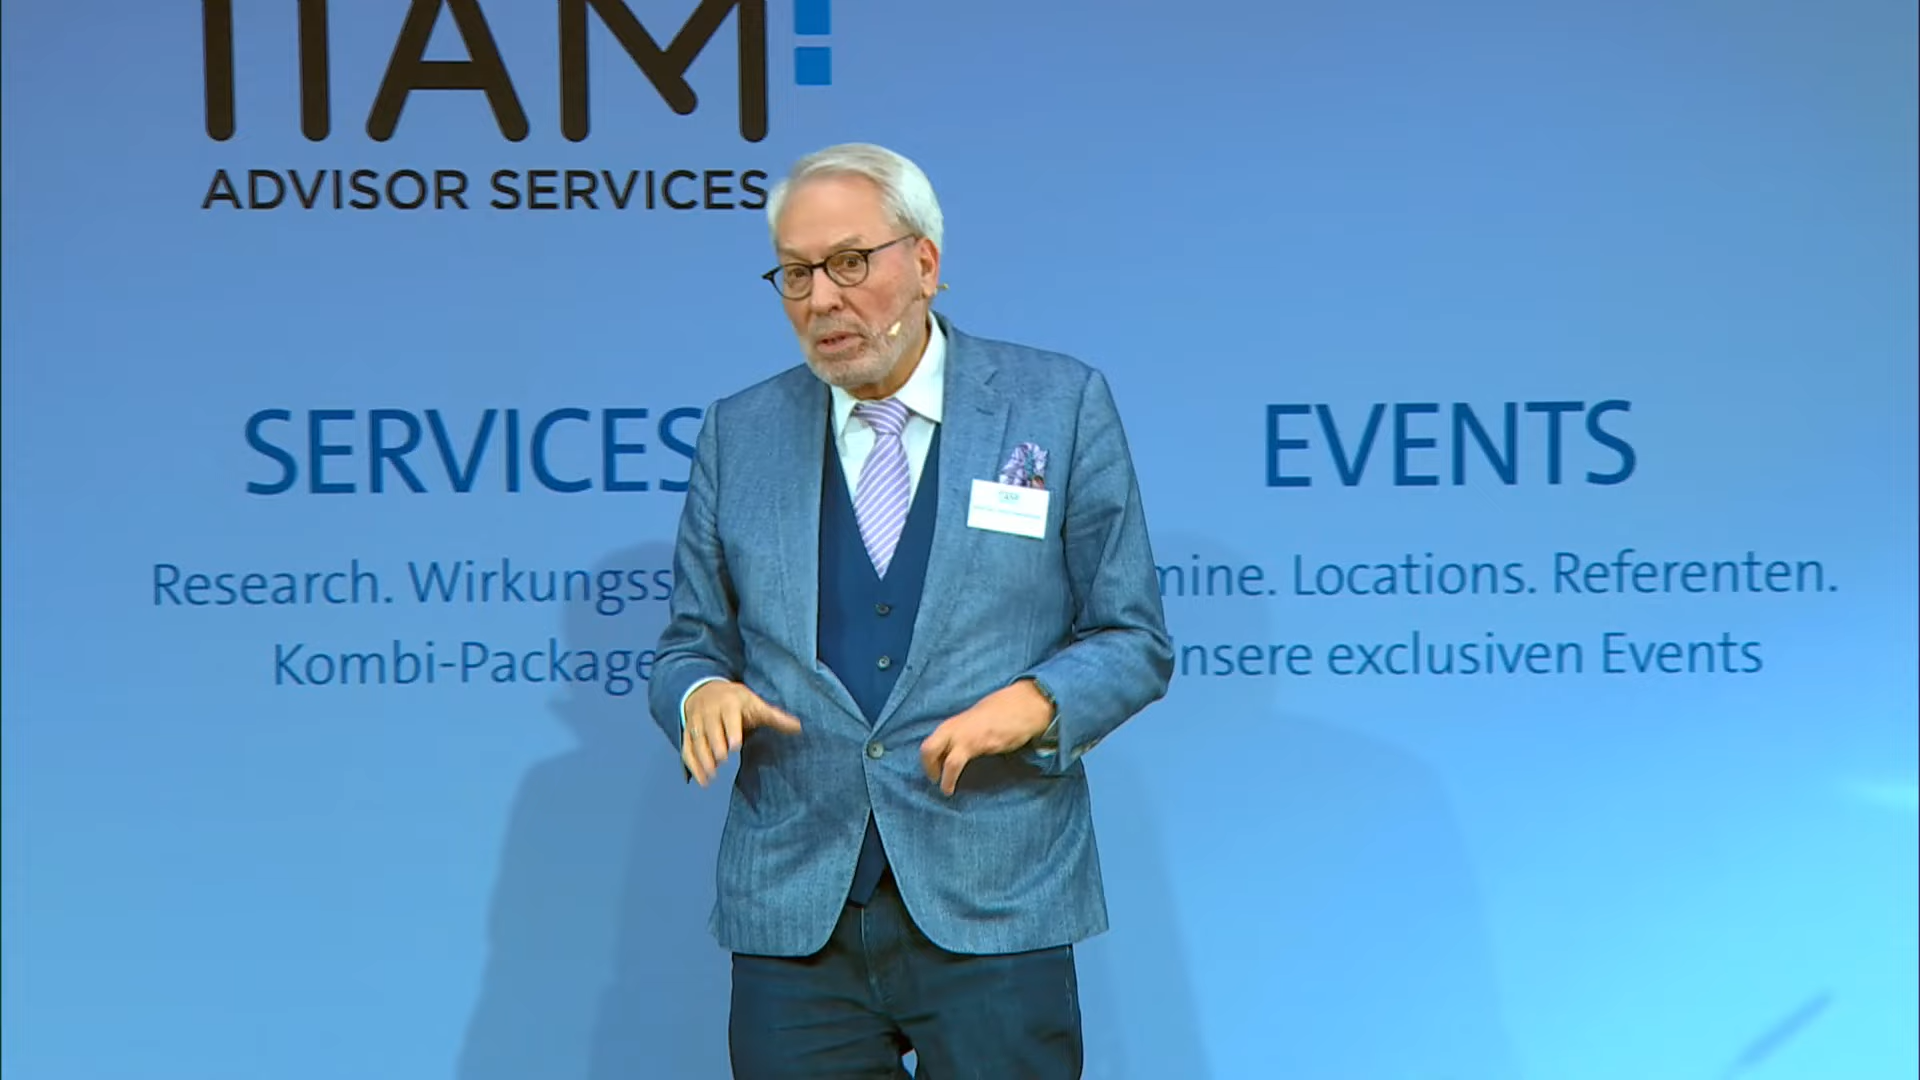 ADVISOR SERVICES
SERVICES
EVENTS
Research. Wirkungss
mine. Locations. Referenten.
Kombi-Package
nsere exclusiven Events